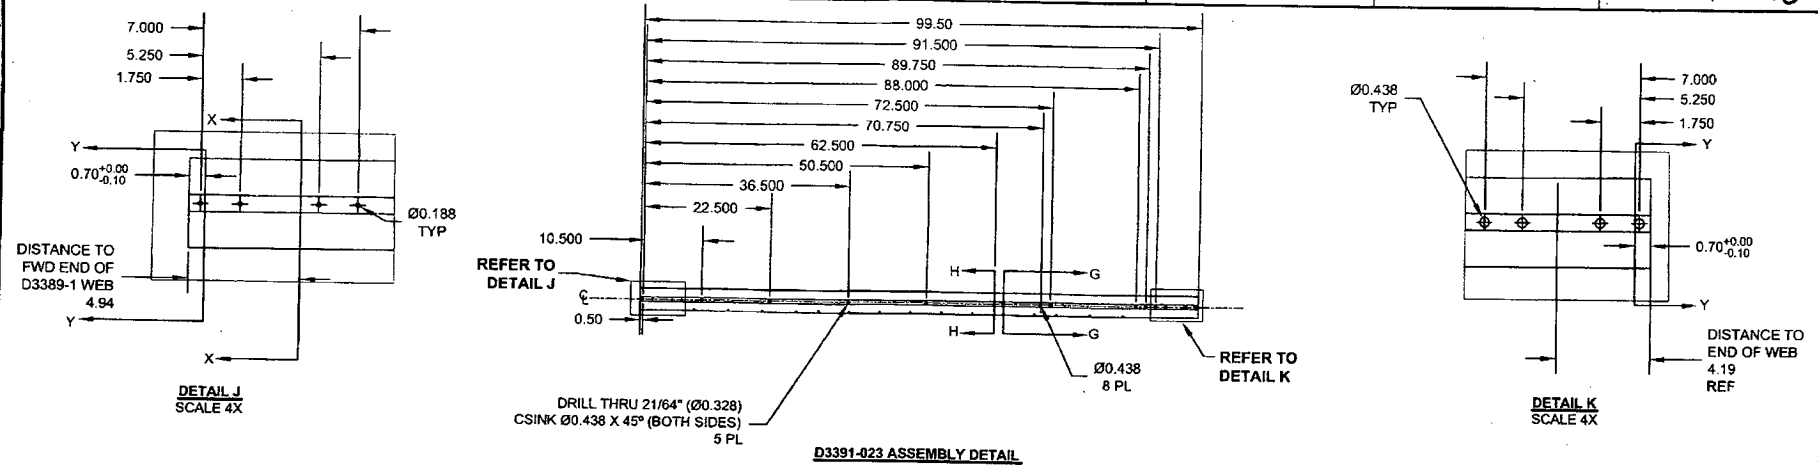 7.000
5.250
1.750
X
Y
0.70+0.00
-0.10
Ø0.188
TYP
DISTANCE TO
FWD END OF
D3389-1 WEB
4.94
Y
X
DETAIL J
SCALE 4X
99.50
91.500
89.750
88.000
72.500
70.750
62.500
50.500
36.500
22.500
10.500
REFER TO
DETAIL J
H
G
℄
0.50
H
G
REFER TO
DETAIL K
Ø0.438
8 PL
DRILL THRU 21/64" (Ø0.328)
CSINK Ø0.438 X 45° (BOTH SIDES)
5 PL
D3391-023 ASSEMBLY DETAIL
Ø0.438
TYP
7.000
5.250
1.750
Y
0.70+0.00
-0.10
Y
DISTANCE TO
END OF WEB
4.19
REF
DETAIL K
SCALE 4X